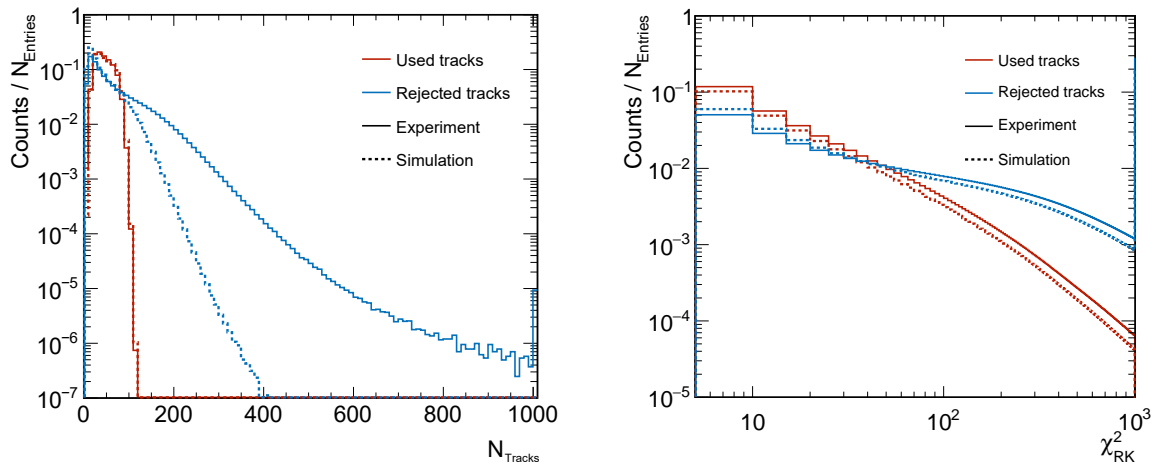 Counts / N_Entries
1
10⁻¹
10⁻²
10⁻³
10⁻⁴
10⁻⁵
10⁻⁶
10⁻⁷
Used tracks
Rejected tracks
Experiment
Simulation
0 200 400 600 800 1000
N_Tracks
Counts / N_Entries
1
10⁻¹
10⁻²
10⁻³
10⁻⁴
10⁻⁵
Used tracks
Rejected tracks
Experiment
Simulation
10 10² 10³
χ²_RK